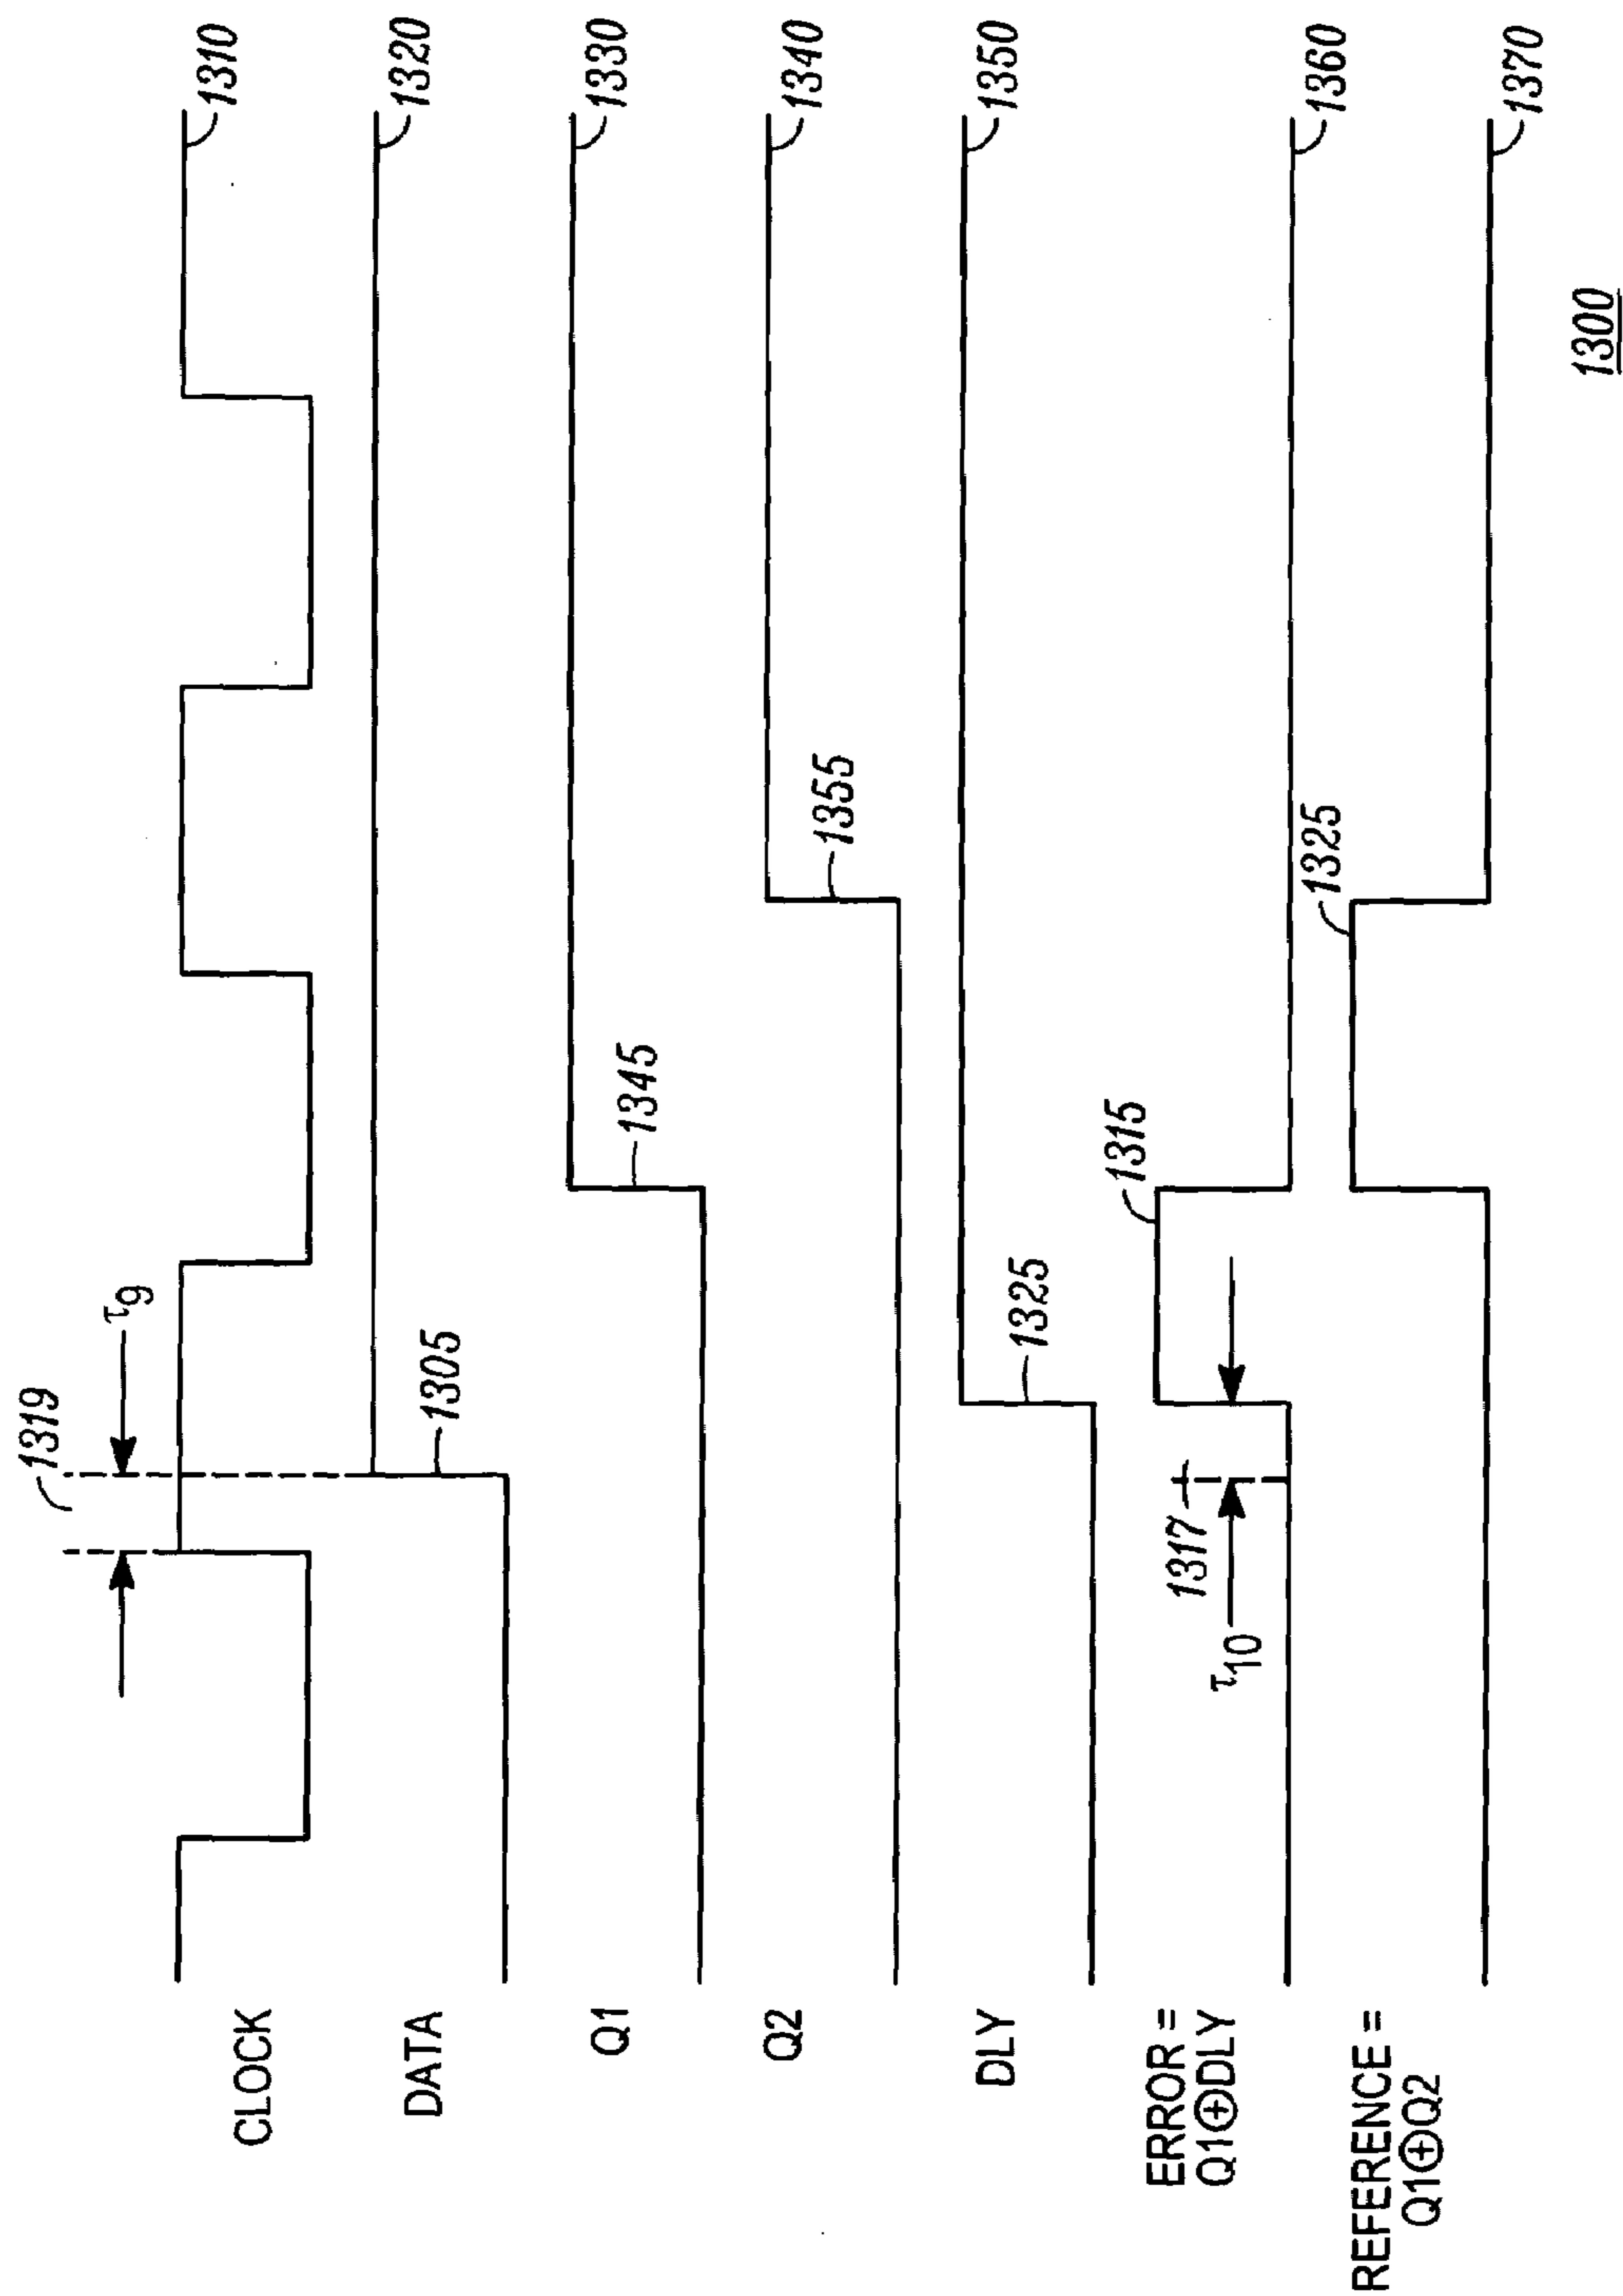 1319
τ9
CLOCK
1310
DATA
1305
1320
Q1
1345
1330
Q2
1355
1340
DLY
1325
1350
ERROR =
Q1⊕DLY
1315
1317
τ10
1360
REFERENCE =
Q1⊕Q2
1325
1370
1300